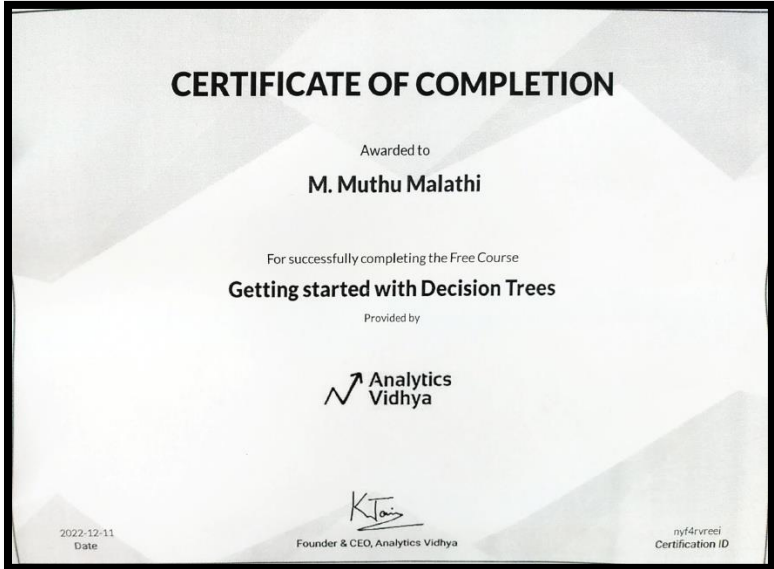 CERTIFICATE OF COMPLETION
Awarded to
M. Muthu Malathi
For successfully completing the Free Course
Getting started with Decision Trees
Provided by
Analytics
Vidhya
K Jain
Founder & CEO, Analytics Vidhya
2022-12-11
Date
nyf4rvreei
Certification ID